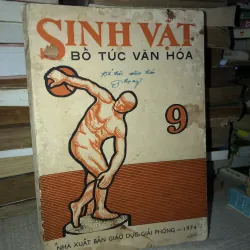 SINH VẬT
BỔ TÚC VĂN HÓA
9
NHÀ XUẤT BẢN GIÁO DỤC GIẢI PHÓNG - 1974